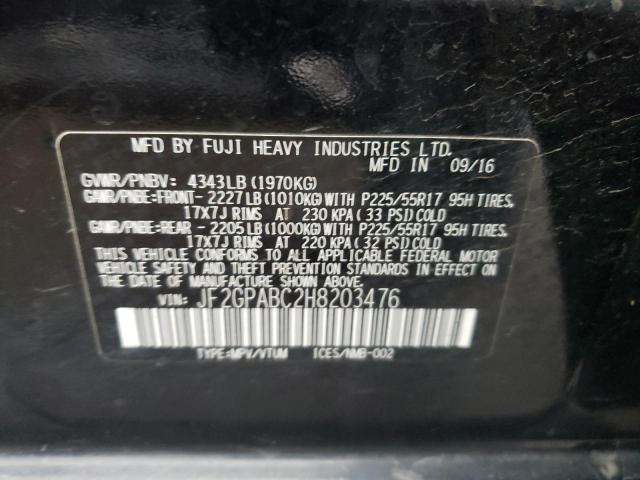 MFD BY FUJI HEAVY INDUSTRIES LTD.
MFD IN 09/16
GVWR/PNBV: 4343LB (1970KG)
GAWR/PNBE:FRONT- 2227LB (1010KG) WITH P225/55R17 95H TIRES,
17X7J RIMS AT 230 KPA (33 PSI) COLD
GAWR/PNBE:REAR - 2205LB (1000KG) WITH P225/55R17 95H TIRES
17X7J RIMS AT 220 KPA (32 PSI) COLD
THIS VEHICLE CONFORMS TO ALL APPLICABLE FEDERAL MOTOR
VEHICLE SAFETY AND THEFT PREVENTION STANDARDS IN EFFECT
ON THE DATE OF MANUFACTURE SHOWN ABOVE.
VIN: JF2GPABC2H8203476
TYPE:MPV/VTUM ICES/NMB-002